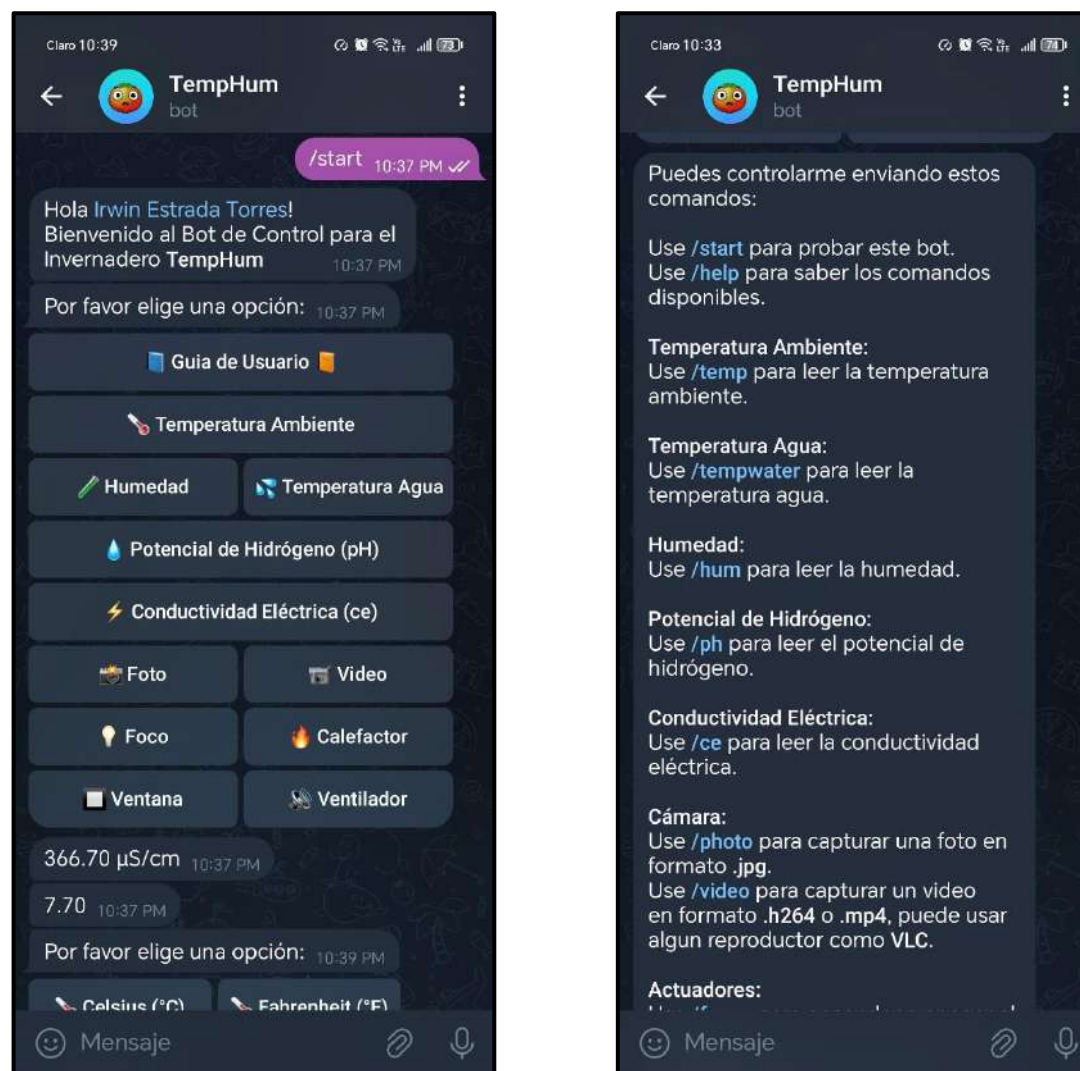 Claro 10:39
73
TempHum
bot
/start 10:37 PM
Hola Irwin Estrada Torres!
Bienvenido al Bot de Control para el
Invernadero TempHum 10:37 PM
Por favor elige una opción: 10:37 PM
Guia de Usuario
Temperatura Ambiente
Humedad
Temperatura Agua
Potencial de Hidrógeno (pH)
Conductividad Eléctrica (ce)
Foto
Video
Foco
Calefactor
Ventana
Ventilador
366.70 µS/cm 10:37 PM
7.70 10:37 PM
Por favor elige una opción: 10:39 PM
Celsius (°C)
Fahrenheit (°F)
Mensaje
Claro 10:33
74
TempHum
bot
Puedes controlarme enviando estos
comandos:
Use /start para probar este bot.
Use /help para saber los comandos
disponibles.
Temperatura Ambiente:
Use /temp para leer la temperatura
ambiente.
Temperatura Agua:
Use /tempwater para leer la
temperatura agua.
Humedad:
Use /hum para leer la humedad.
Potencial de Hidrógeno:
Use /ph para leer el potencial de
hidrógeno.
Conductividad Eléctrica:
Use /ce para leer la conductividad
eléctrica.
Cámara:
Use /photo para capturar una foto en
formato .jpg.
Use /video para capturar un video
en formato .h264 o .mp4, puede usar
algun reproductor como VLC.
Actuadores:
Mensaje